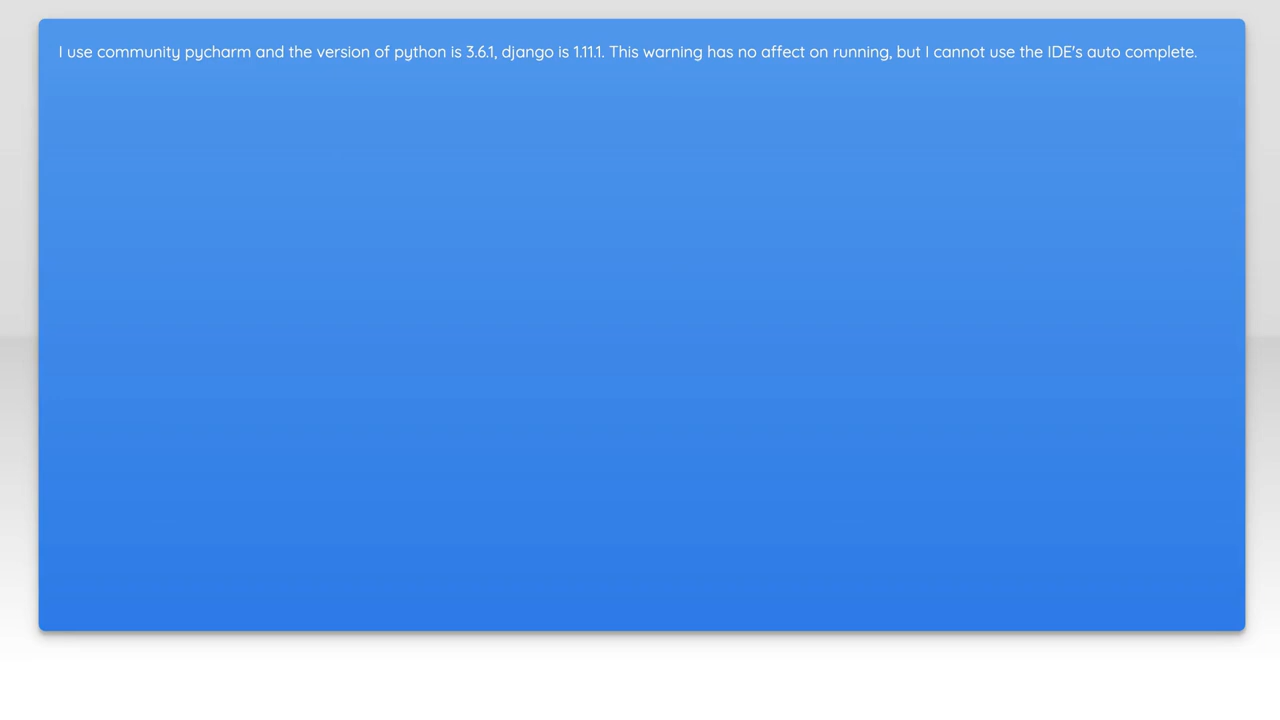 I use community pycharm and the version of python is 3.6.1, django is 1.11.1. This warning has no affect on running, but I cannot use the IDE's auto complete.